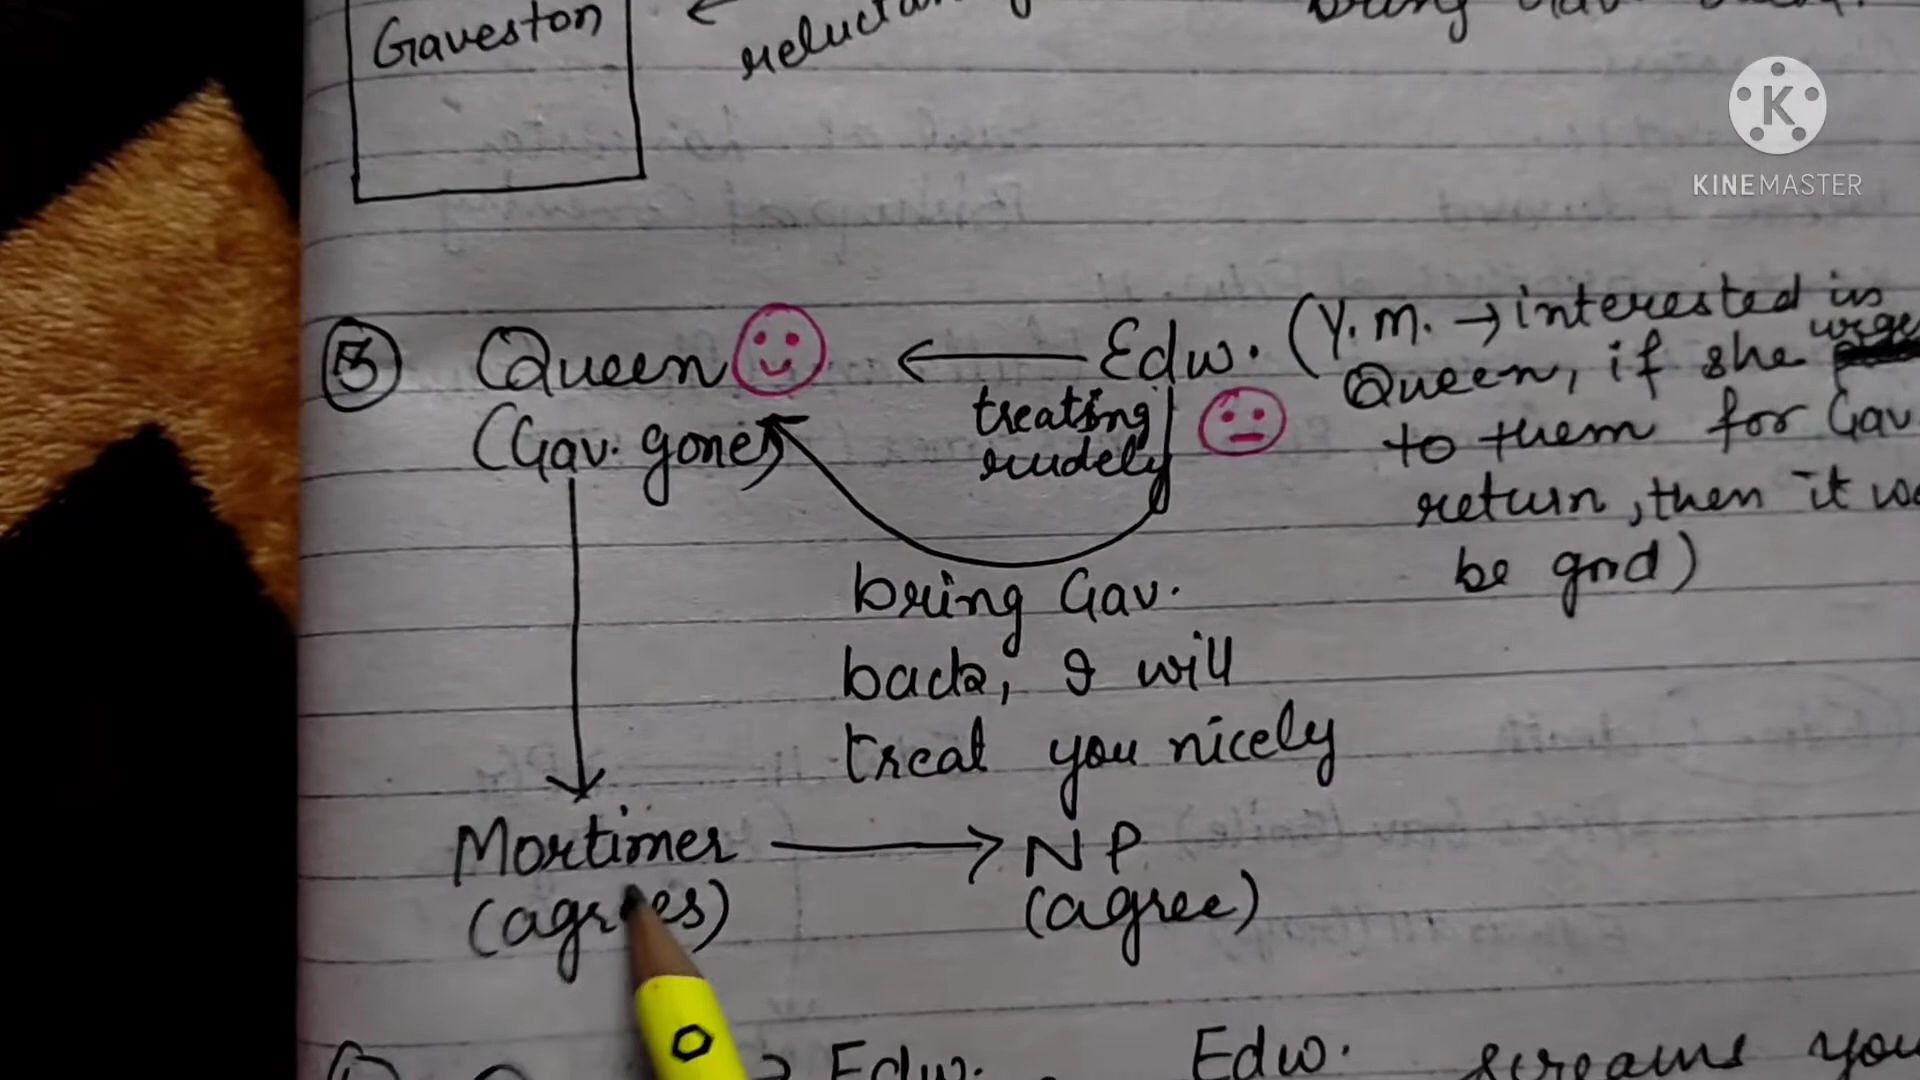 Gaveston
←
KINEMASTER
③ Queen ← Edw. (Y.M. → interested in
(Gav. gone) treating rudely Queen, if she urge
to them for Gav
return, then it wo
be good)
bring Gav.
back, I will
treat you nicely
Mortimer → NP
(agrees) (agree)
Edw. Edw. screams you